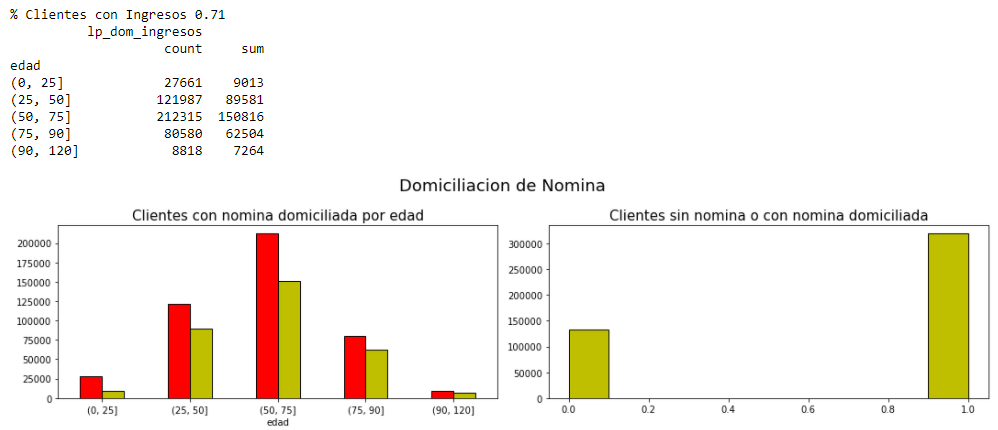 % Clientes con Ingresos 0.71
lp_dom_ingresos
count sum
edad
(0, 25] 27661 9013
(25, 50] 121987 89581
(50, 75] 212315 150816
(75, 90] 80580 62504
(90, 120] 8818 7264
Domiciliacion de Nomina
Clientes con nomina domiciliada por edad
200000
175000
150000
125000
100000
75000
50000
25000
0
(0, 25] (25, 50] (50, 75] (75, 90] (90, 120]
edad
Clientes sin nomina o con nomina domiciliada
300000
250000
200000
150000
100000
50000
0
0.0 0.2 0.4 0.6 0.8 1.0